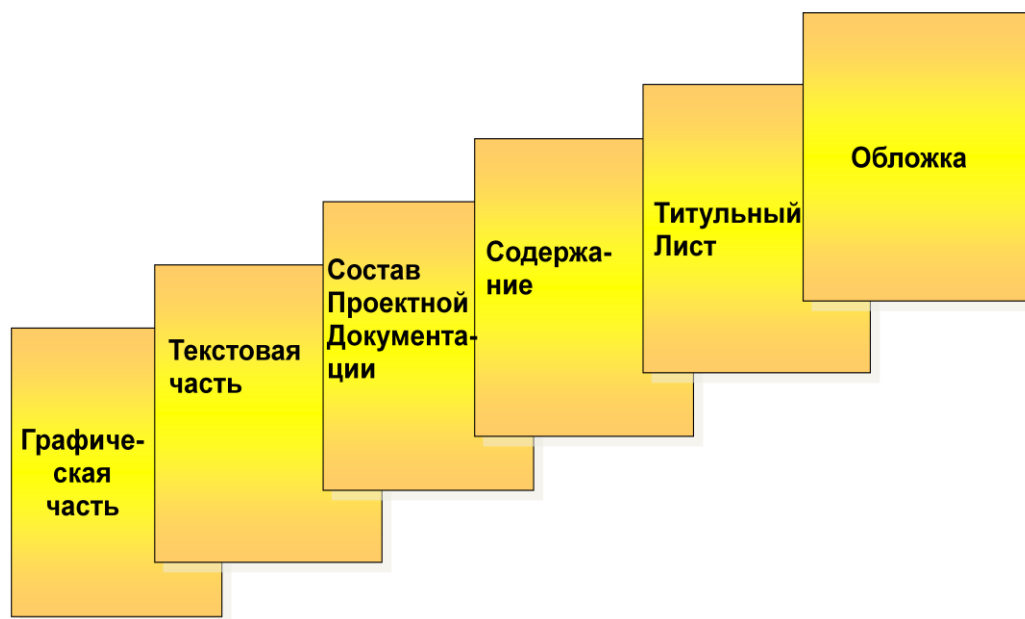 Графиче-
ская
часть
Текстовая
часть
Состав
Проектной
Документа-
ции
Содержа-
ние
Титульный
Лист
Обложка